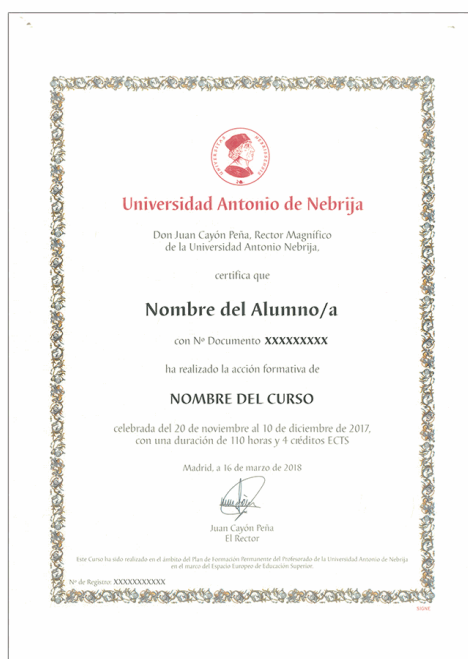 UNIVERSITAS NEBRISSENSIS
Universidad Antonio de Nebrija
Don Juan Cayón Peña, Rector Magnífico
de la Universidad Antonio Nebrija,
certifica que
Nombre del Alumno/a
con Nº Documento XXXXXXXXX
ha realizado la acción formativa de
NOMBRE DEL CURSO
celebrada del 20 de noviembre al 10 de diciembre de 2017,
con una duración de 110 horas y 4 créditos ECTS
Madrid, a 16 de marzo de 2018
Juan Cayón Peña
El Rector
Este Curso ha sido realizado en el ámbito del Plan de Formación Permanente del Profesorado de la Universidad Antonio de Nebrija
en el marco del Espacio Europeo de Educación Superior
Nº de Registro: XXXXXXXXXXX
SIGNE